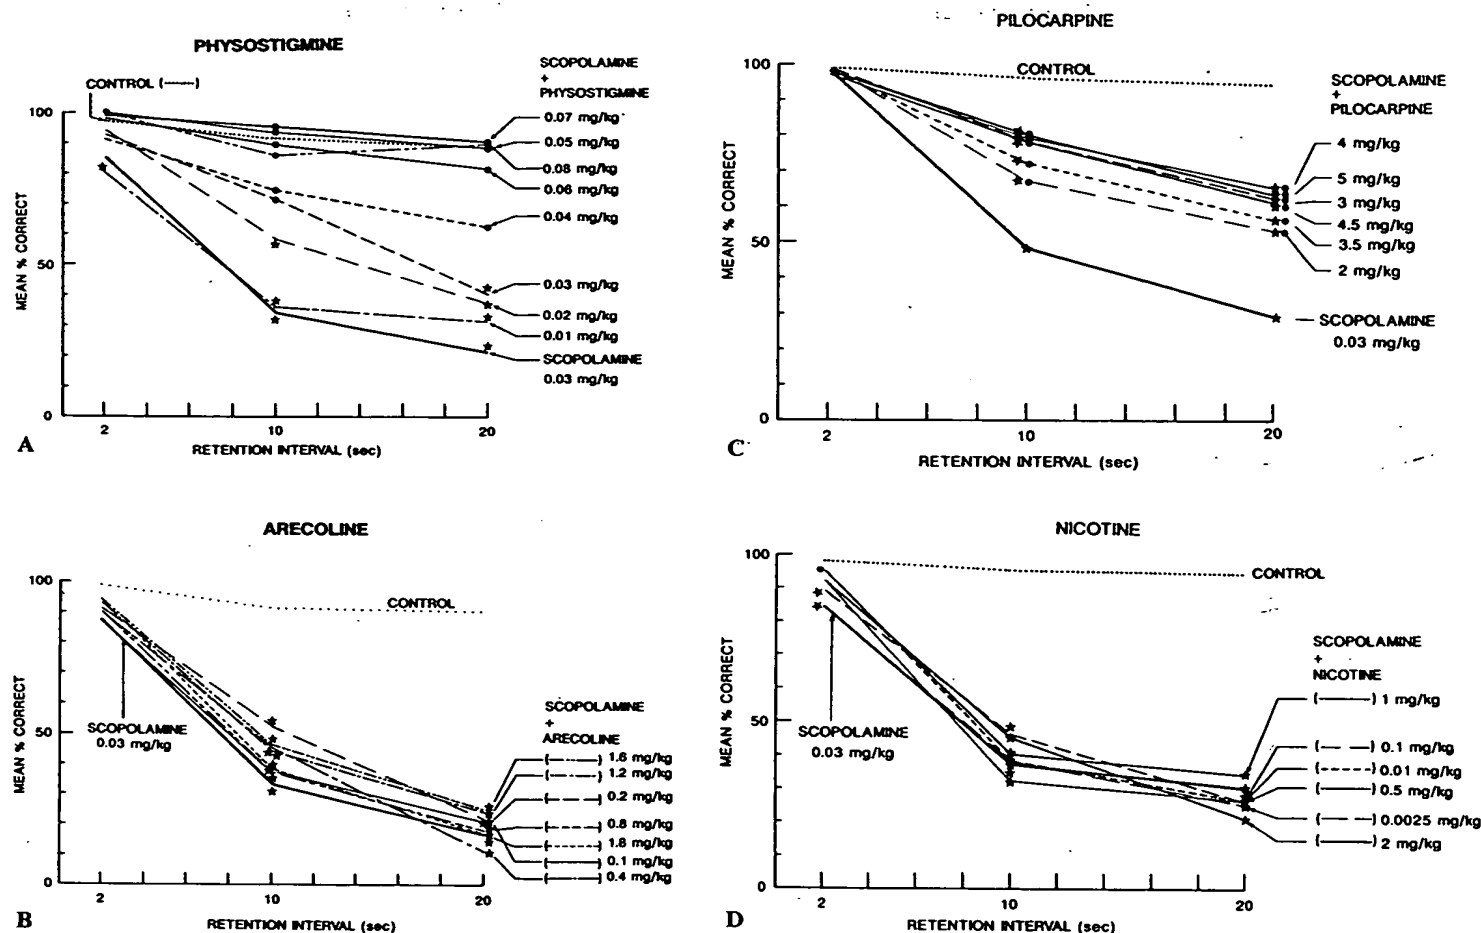 PHYSOSTIGMINE
CONTROL (------)
SCOPOLAMINE
+
PHYSOSTIGMINE
0.07 mg/kg
0.05 mg/kg
0.08 mg/kg
0.06 mg/kg
0.04 mg/kg
0.03 mg/kg
0.02 mg/kg
0.01 mg/kg
SCOPOLAMINE
0.03 mg/kg
MEAN % CORRECT
100
50
0
2 10 20
RETENTION INTERVAL (sec)
A
PILOCARPINE
CONTROL
SCOPOLAMINE
+
PILOCARPINE
4 mg/kg
5 mg/kg
3 mg/kg
4.5 mg/kg
3.5 mg/kg
2 mg/kg
SCOPOLAMINE
0.03 mg/kg
MEAN % CORRECT
100
50
0
2 10 20
RETENTION INTERVAL (sec)
C
ARECOLINE
CONTROL
SCOPOLAMINE
0.03 mg/kg
SCOPOLAMINE
+
ARECOLINE
1.6 mg/kg
1.2 mg/kg
0.2 mg/kg
0.8 mg/kg
1.8 mg/kg
0.1 mg/kg
0.4 mg/kg
MEAN % CORRECT
100
50
0
2 10 20
RETENTION INTERVAL (sec)
B
NICOTINE
CONTROL
SCOPOLAMINE
0.03 mg/kg
SCOPOLAMINE
+
NICOTINE
1 mg/kg
0.1 mg/kg
0.01 mg/kg
0.5 mg/kg
0.0025 mg/kg
2 mg/kg
MEAN % CORRECT
100
50
0
2 10 20
RETENTION INTERVAL (sec)
D